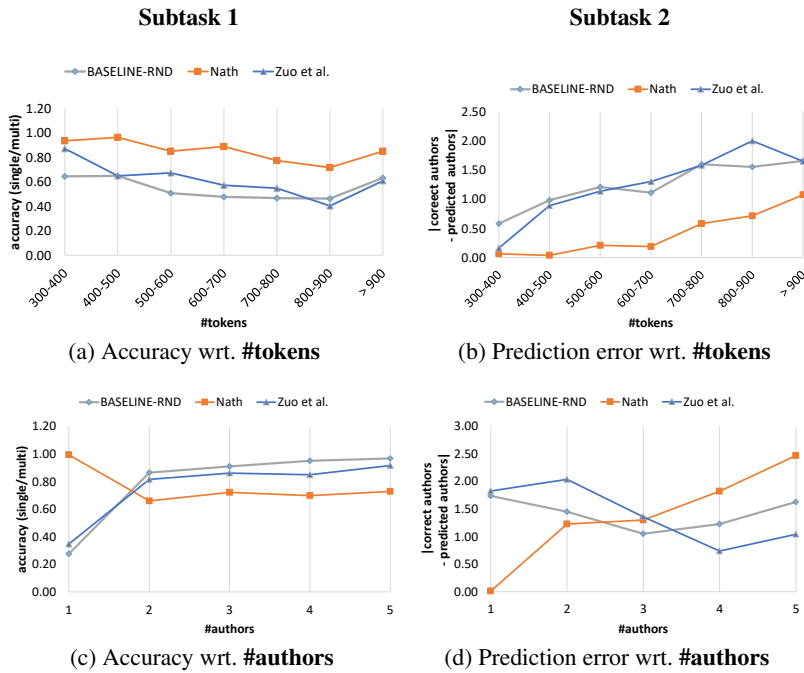 Subtask 1
Subtask 2
BASELINE-RND Nath Zuo et al.
accuracy (single/multi)
1.20
1.00
0.80
0.60
0.40
0.20
0.00
300-400 400-500 500-600 600-700 700-800 800-900 > 900
#tokens
(a) Accuracy wrt. #tokens
BASELINE-RND Nath Zuo et al.
|correct authors
- predicted authors|
2.50
2.00
1.50
1.00
0.50
0.00
300-400 400-500 500-600 600-700 700-800 800-900 > 900
#tokens
(b) Prediction error wrt. #tokens
BASELINE-RND Nath Zuo et al.
accuracy (single/multi)
1.20
1.00
0.80
0.60
0.40
0.20
0.00
1 2 3 4 5
#authors
(c) Accuracy wrt. #authors
BASELINE-RND Nath Zuo et al.
|correct authors
- predicted authors|
3.00
2.50
2.00
1.50
1.00
0.50
0.00
1 2 3 4 5
#authors
(d) Prediction error wrt. #authors